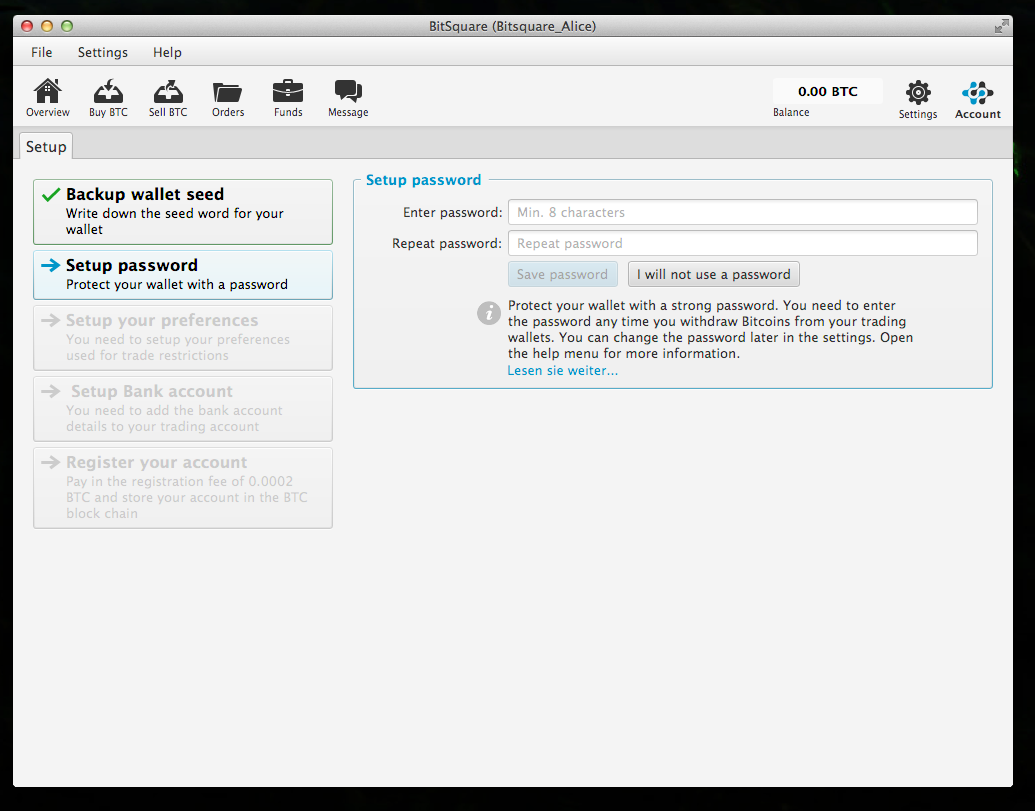 BitSquare (Bitsquare_Alice)
File Settings Help
Overview Buy BTC Sell BTC Orders Funds Message
0.00 BTC
Balance
Settings Account
Setup
Backup wallet seed
Write down the seed word for your
wallet
Setup password
Protect your wallet with a password
Setup your preferences
You need to setup your preferences
used for trade restrictions
Setup Bank account
You need to add the bank account
details to your trading account
Register your account
Pay in the registration fee of 0.0002
BTC and store your account in the BTC
block chain
Setup password
Enter password: Min. 8 characters
Repeat password: Repeat password
Save password I will not use a password
Protect your wallet with a strong password. You need to enter
the password any time you withdraw Bitcoins from your trading
wallets. You can change the password later in the settings. Open
the help menu for more information.
Lesen sie weiter...